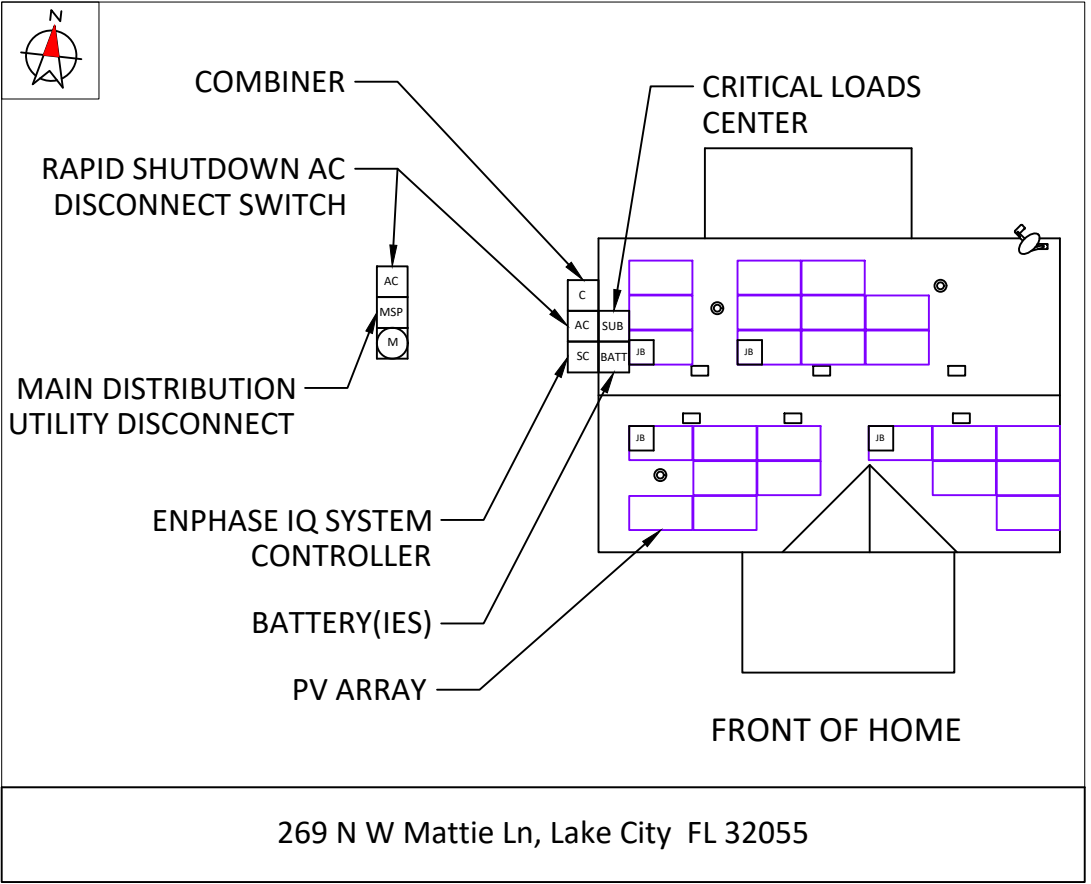 N
COMBINER
CRITICAL LOADS
CENTER
RAPID SHUTDOWN AC
DISCONNECT SWITCH
AC
MSP
M
C
AC
SUB
SC
BATT
JB
JB
MAIN DISTRIBUTION
UTILITY DISCONNECT
JB
JB
ENPHASE IQ SYSTEM
CONTROLLER
BATTERY(IES)
PV ARRAY
FRONT OF HOME
269 N W Mattie Ln, Lake City FL 32055